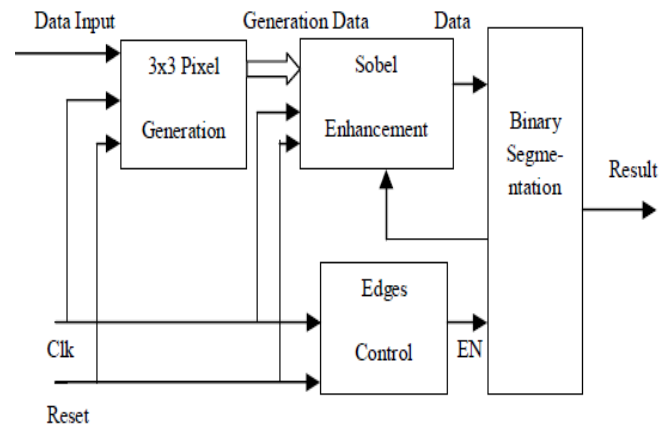 Data Input
Generation Data
Data
3x3 Pixel
Generation
Sobel
Enhancement
Binary
Segme-
ntation
Result
Edges
Control
Clk
EN
Reset